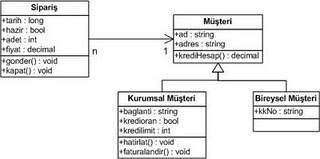 Sipariş
+tarih : long
+hazir : bool
+adet : int
+fiyat : decimal
+gonder() : void
+kapat() : void
n
1
Müşteri
+ad : string
+adres : string
+krediHesap() : decimal
Kurumsal Müşteri
+baglanti : string
+kredioran : bool
+kredilimit : int
+hatirlat() : void
+faturalandir() : void
Bireysel Müşteri
+kkNo : string